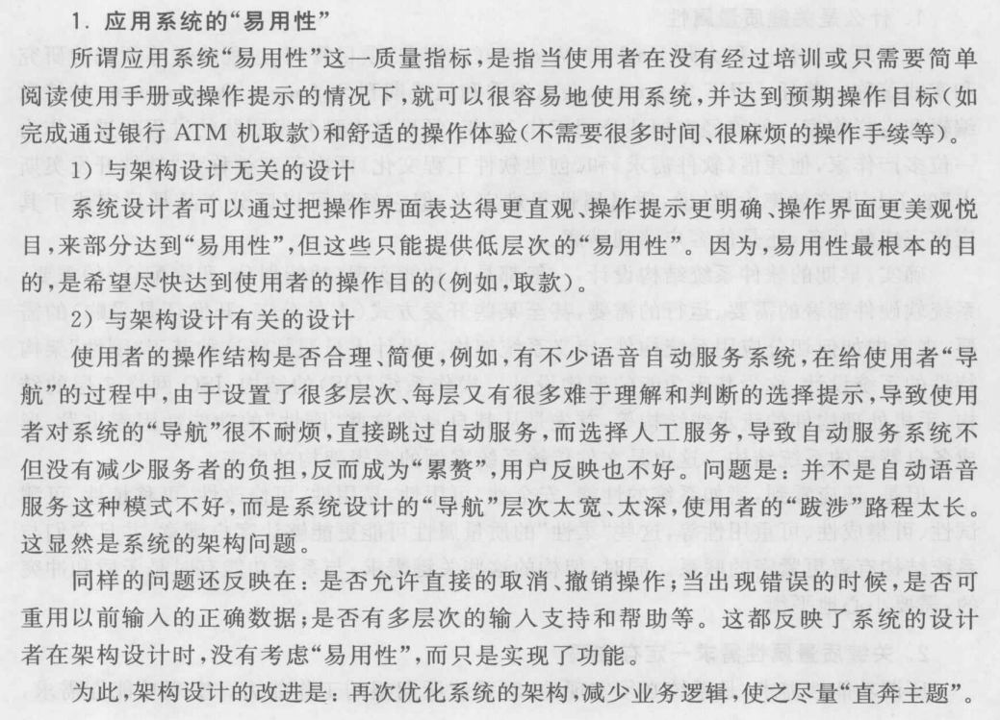 1. 应用系统的“易用性”
所谓应用系统“易用性”这一质量指标,是指当使用者在没有经过培训或只需要简单
阅读使用手册或操作提示的情况下,就可以很容易地使用系统,并达到预期操作目标(如
完成通过银行 ATM 机取款)和舒适的操作体验(不需要很多时间、很麻烦的操作手续等)。
1) 与架构设计无关的设计
系统设计者可以通过把操作界面表达得更直观、操作提示更明确、操作界面更美观悦
目,来部分达到“易用性”,但这些只能提供低层次的“易用性”。因为,易用性最根本的目
的,是希望尽快达到使用者的操作目的(例如,取款)。
2) 与架构设计有关的设计
使用者的操作结构是否合理、简便,例如,有不少语音自动服务系统,在给使用者“导
航”的过程中,由于设置了很多层次、每层又有很多难于理解和判断的选择提示,导致使用
者对系统的“导航”很不耐烦,直接跳过自动服务,而选择人工服务,导致自动服务系统不
但没有减少服务者的负担,反而成为“累赘”,用户反映也不好。问题是：并不是自动语音
服务这种模式不好,而是系统设计的“导航”层次太宽、太深,使用者的“跋涉”路程太长。
这显然是系统的架构问题。
同样的问题还反映在：是否允许直接的取消、撤销操作;当出现错误的时候,是否可
重用以前输入的正确数据;是否有多层次的输入支持和帮助等。这都反映了系统的设计
者在架构设计时,没有考虑“易用性”,而只是实现了功能。
为此,架构设计的改进是：再次优化系统的架构,减少业务逻辑,使之尽量“直奔主题”。